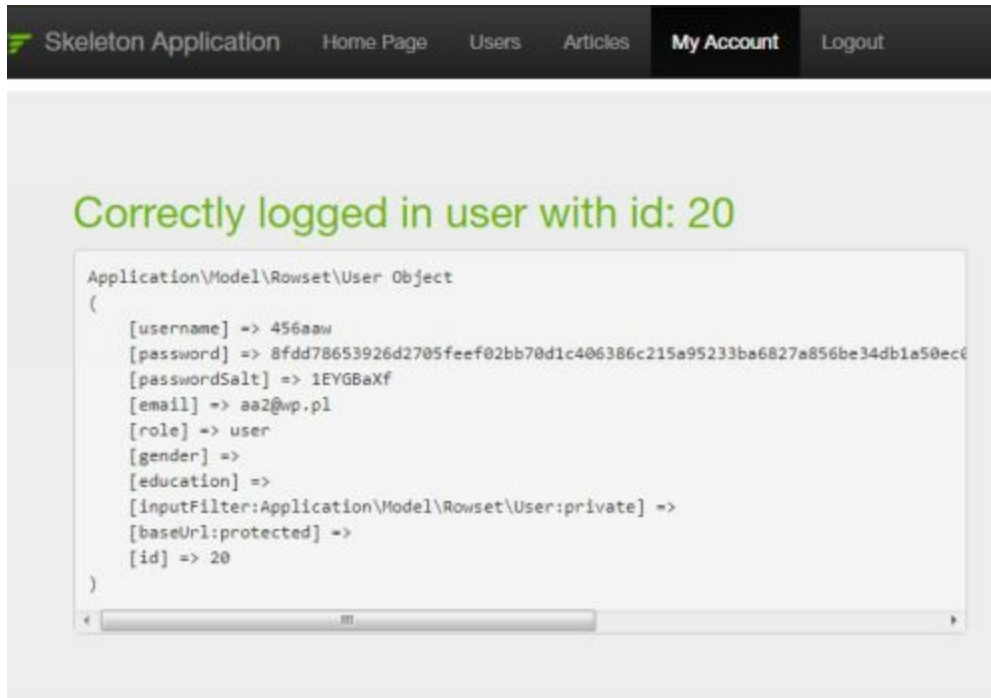 Skeleton Application Home Page Users Articles My Account Logout
Correctly logged in user with id: 20
Application\Model\Rowset\User Object
(
[username] => 456aaw
[password] => 8fdd78653926d2705feef02bb70d1c406386c215a95233ba6827a856be34db1a50ec
[passwordSalt] => 1EYGBaXf
[email] => aa2@wp.pl
[role] => user
[gender] =>
[education] =>
[inputFilter:Application\Model\Rowset\User:private] =>
[baseUrl:protected] =>
[id] => 20
)